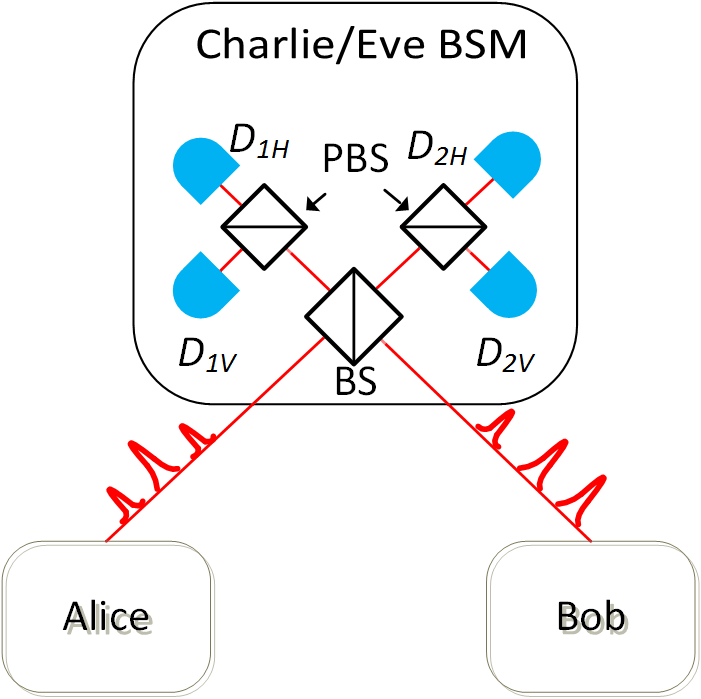 Charlie/Eve BSM
D1H
PBS
D2H
D1V
BS
D2V
Alice
Bob